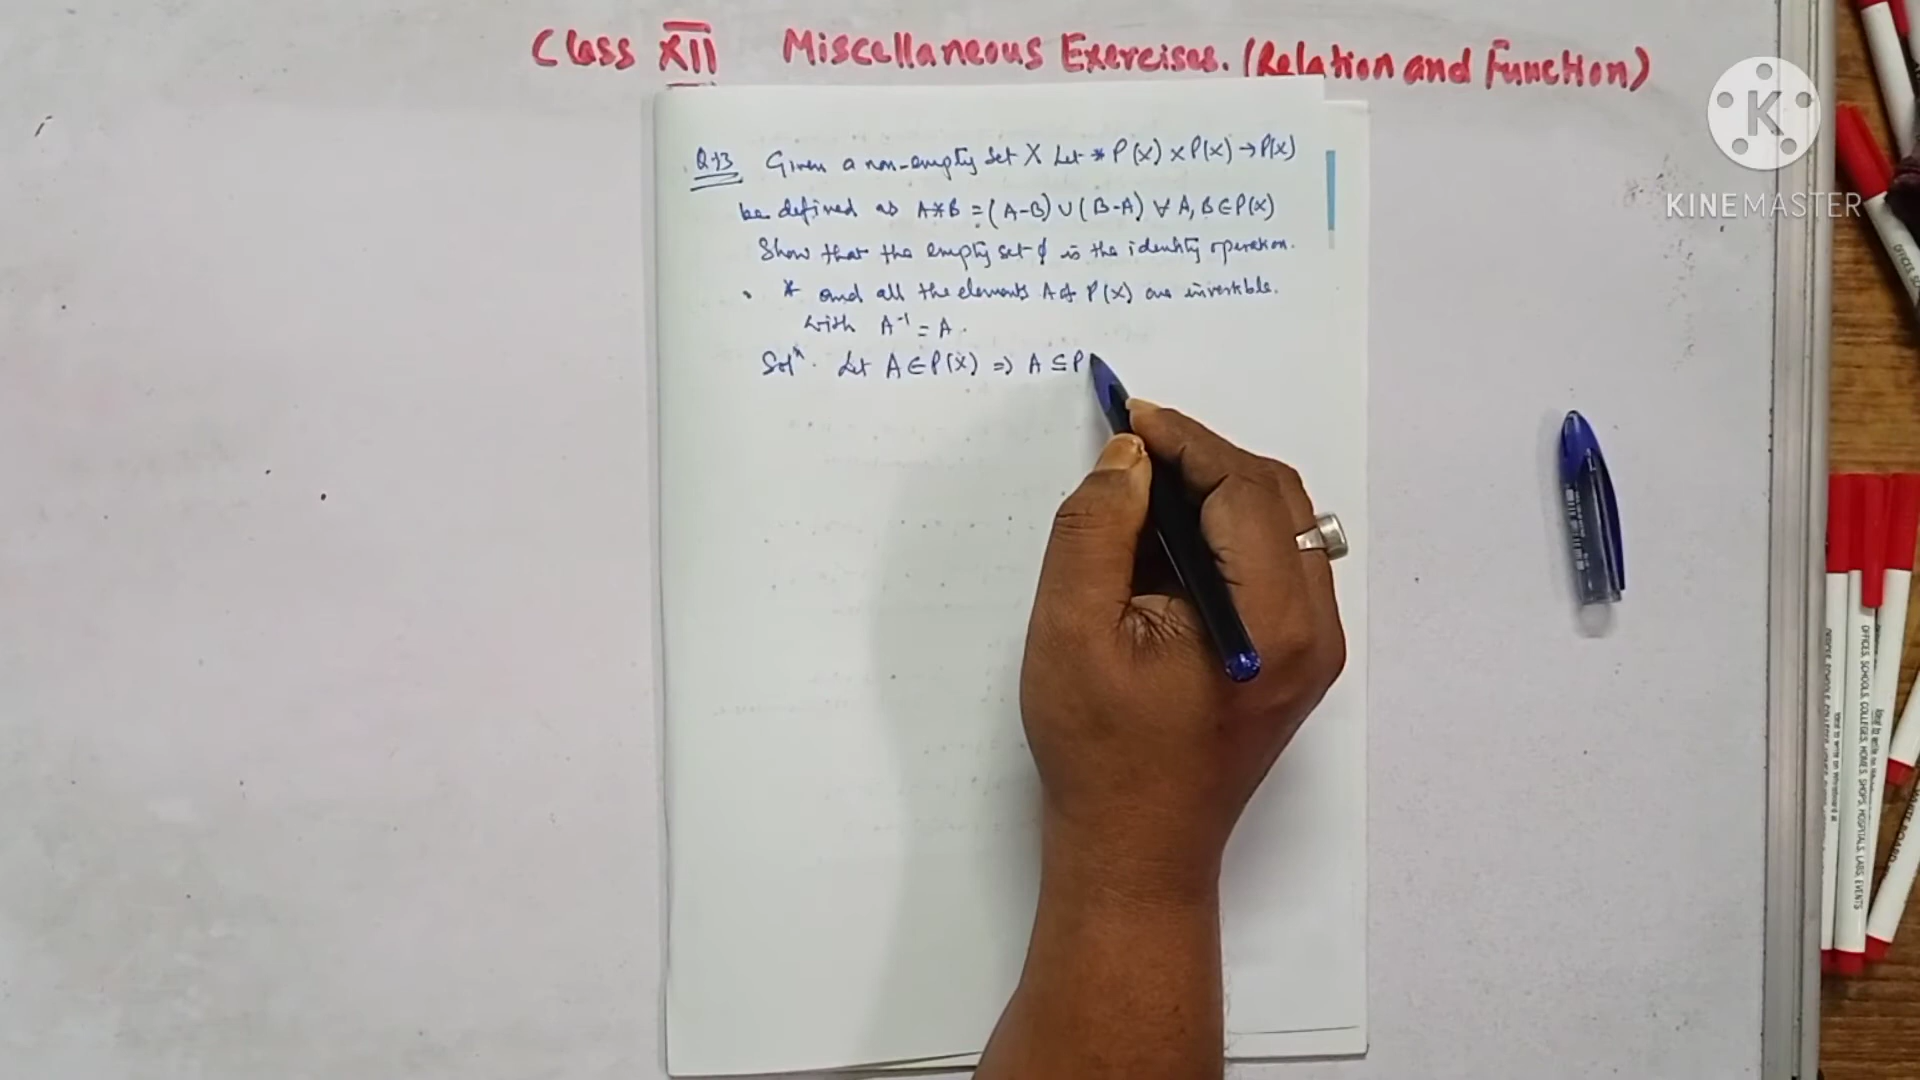 Class XII Miscellaneous Exercises. (Relation and Function)
K
KINEMASTER
Q.13 Given a non-empty set X Let * P(X) × P(X) → P(X)
be defined as A*B = (A-B) ∪ (B-A) ∀ A, B ∈ P(X)
Show that the empty set ϕ is the identity operation.
* and all the elements A of P(X) are invertible.
with A⁻¹ = A.
Solⁿ. Let A ∈ P(X) ⇒ A ⊆ P